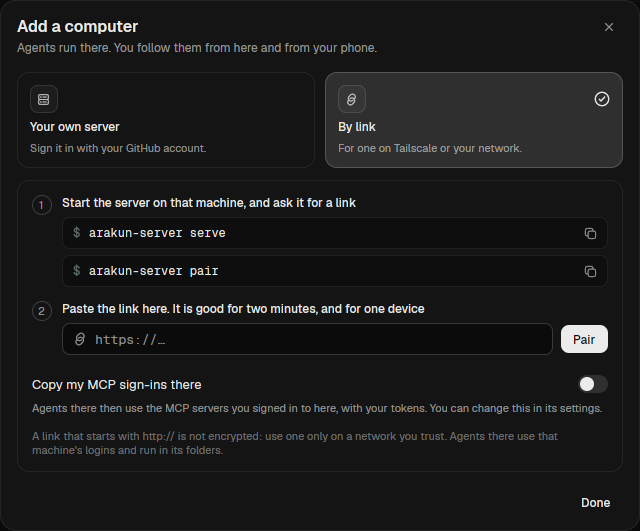 Add a computer
Agents run there. You follow them from here and from your phone.
Your own server
Sign it in with your GitHub account.
By link
For one on Tailscale or your network.
1
Start the server on that machine, and ask it for a link
$ arakun-server serve
$ arakun-server pair
2
Paste the link here. It is good for two minutes, and for one device
https://…
Pair
Copy my MCP sign-ins there
Agents there then use the MCP servers you signed in to here, with your tokens. You can change this in its settings.
A link that starts with http:// is not encrypted: use one only on a network you trust. Agents there use that
machine's logins and run in its folders.
Done